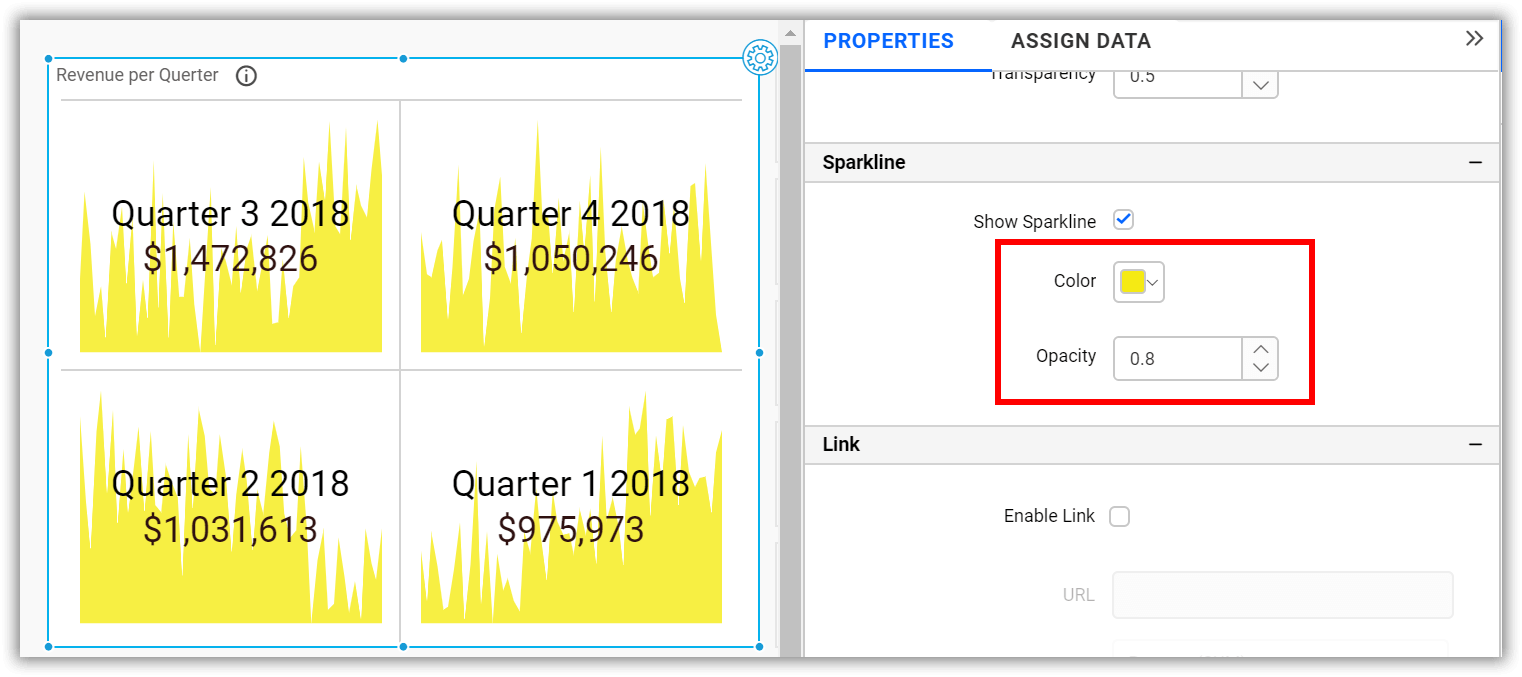 Revenue per Querter
Quarter 3 2018
$1,472,826
Quarter 4 2018
$1,050,246
Quarter 2 2018
$1,031,613
Quarter 1 2018
$975,973
PROPERTIES
ASSIGN DATA
Transparency 0.5
Sparkline
Show Sparkline
Color
Opacity 0.8
Link
Enable Link
URL